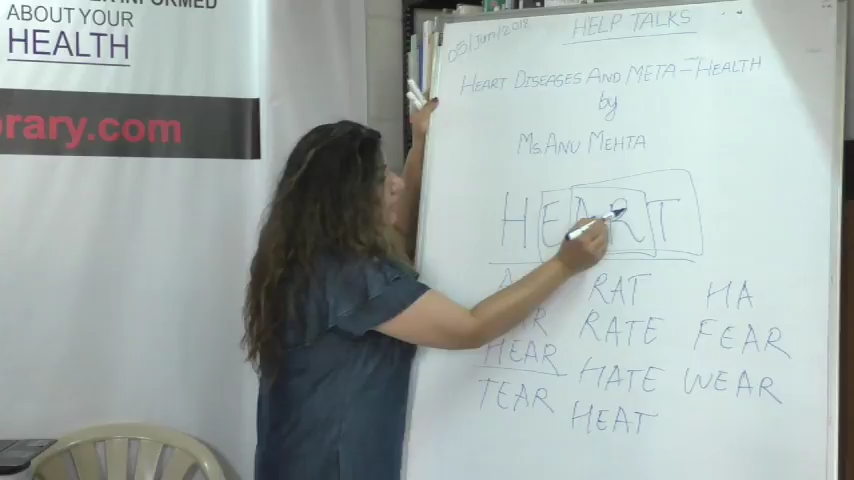 INFORMED
ABOUT YOUR
HEALTH
rary.com
05/Jun/2018
HELP TALKS
HEART DISEASES AND META-HEALTH
by
Ms. ANU MEHTA
HEART
RAT HA
RATE FEAR
HEAR HATE WEAR
TEAR HEAT